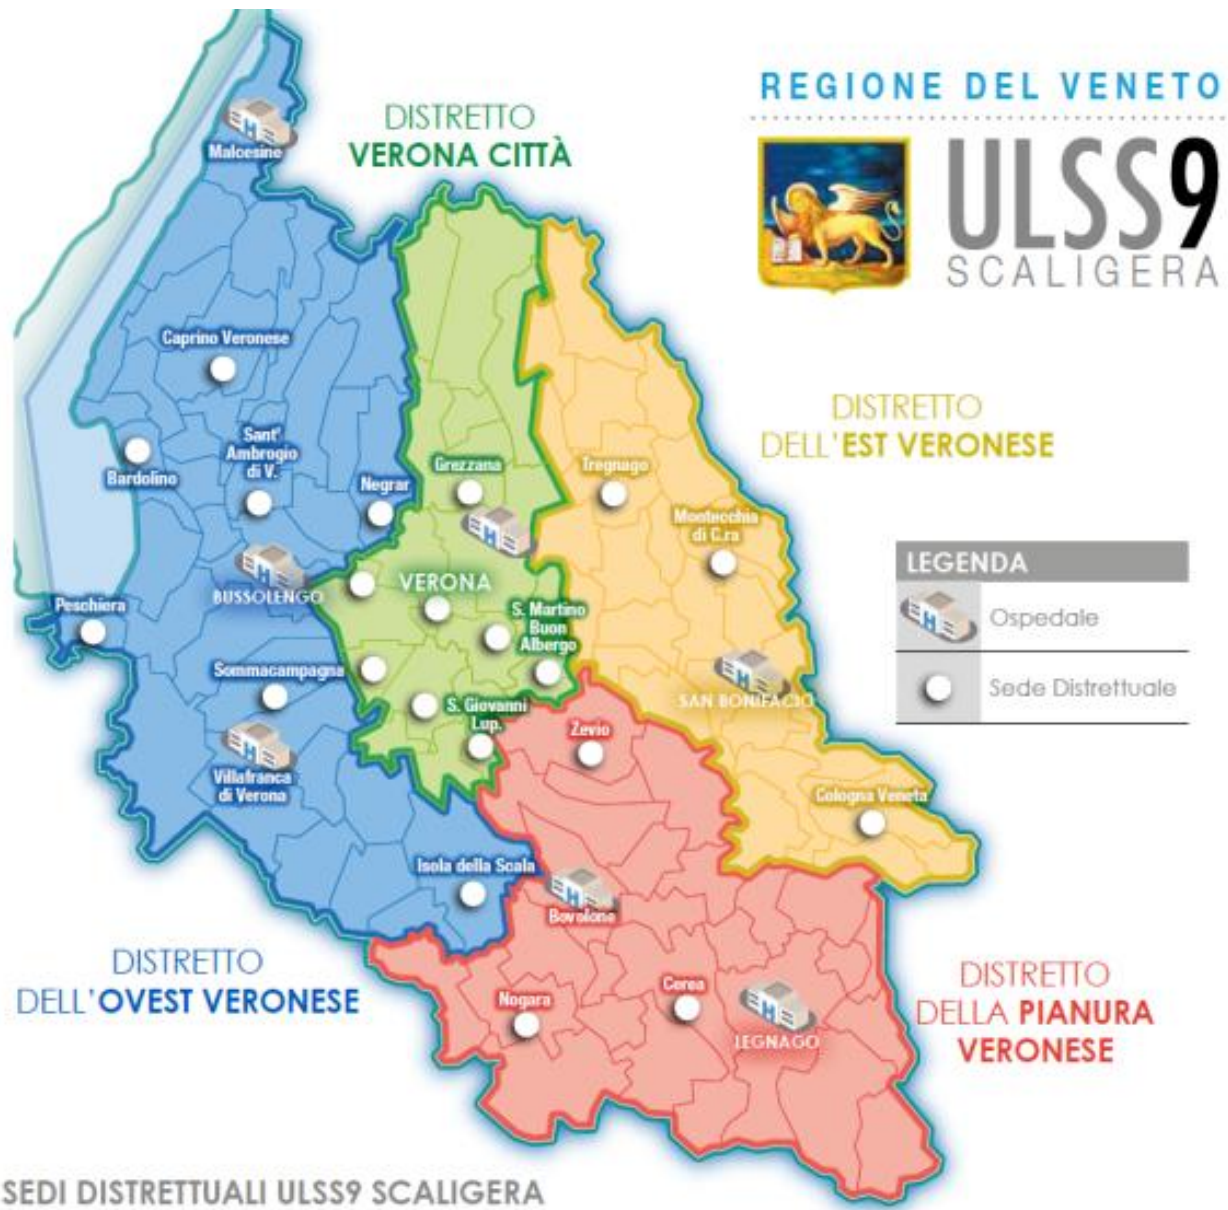 REGIONE DEL VENETO
ULSS9
SCALIGERA
DISTRETTO
VERONA CITTÀ
Malcesine
Caprino Veronese
Bardolino
Sant'
Ambrogio
di V.
Negrar
Grezzana
Tregnago
Montecchia
di C.ra
DISTRETTO
DELL'EST VERONESE
LEGENDA
Ospedale
Sede Distrettuale
BUSSOLENGO
VERONA
Peschiera
S. Martino
Buon
Albergo
Sommacampagna
SAN BONIFACIO
S. Giovanni
Lup.
Zevio
Villafranca
di Verona
Cologna Veneta
Isola della Scala
Bovolone
DISTRETTO
DELL'OVEST VERONESE
Nogara
Cerea
LEGNAGO
DISTRETTO
DELLA PIANURA
VERONESE
SEDI DISTRETTUALI ULSS9 SCALIGERA